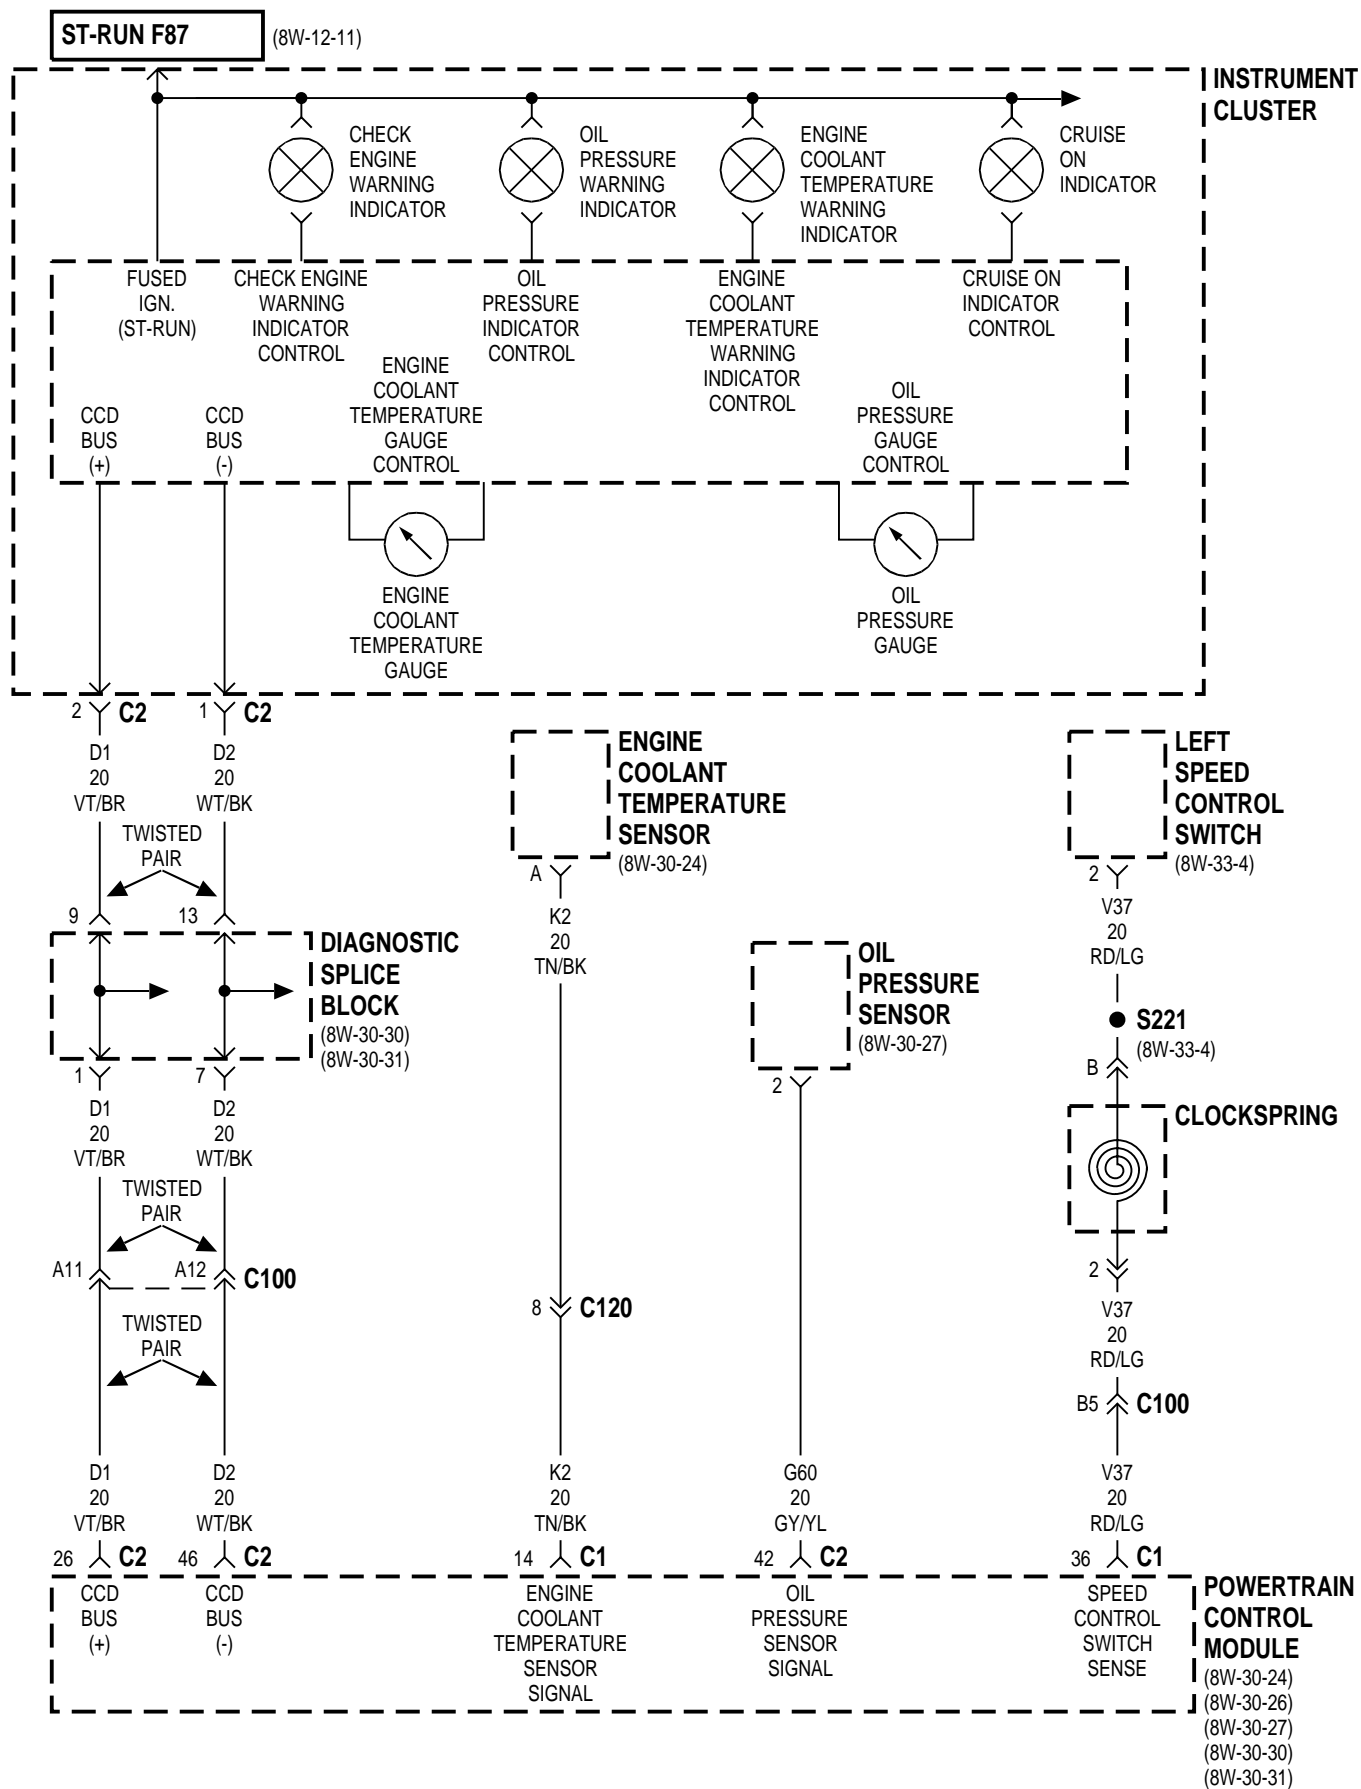 ST-RUN F87
(8W-12-11)
INSTRUMENT
CLUSTER
CHECK
ENGINE
WARNING
INDICATOR
OIL
PRESSURE
WARNING
INDICATOR
ENGINE
COOLANT
TEMPERATURE
WARNING
INDICATOR
CRUISE
ON
INDICATOR
FUSED
IGN.
(ST-RUN)
CHECK ENGINE
WARNING
INDICATOR
CONTROL
OIL
PRESSURE
INDICATOR
CONTROL
ENGINE
COOLANT
TEMPERATURE
WARNING
INDICATOR
CONTROL
CRUISE ON
INDICATOR
CONTROL
CCD
BUS
(+)
CCD
BUS
(-)
ENGINE
COOLANT
TEMPERATURE
GAUGE
CONTROL
OIL
PRESSURE
GAUGE
CONTROL
ENGINE
COOLANT
TEMPERATURE
GAUGE
OIL
PRESSURE
GAUGE
2
C2
1
C2
D1
20
VT/BR
D2
20
WT/BK
TWISTED
PAIR
9
13
DIAGNOSTIC
SPLICE
BLOCK
(8W-30-30)
(8W-30-31)
1
7
D1
20
VT/BR
D2
20
WT/BK
TWISTED
PAIR
A11
A12
C100
TWISTED
PAIR
D1
20
VT/BR
D2
20
WT/BK
26
C2
46
C2
ENGINE
COOLANT
TEMPERATURE
SENSOR
(8W-30-24)
A
K2
20
TN/BK
8
C120
K2
20
TN/BK
14
C1
OIL
PRESSURE
SENSOR
(8W-30-27)
2
G60
20
GY/YL
42
C2
LEFT
SPEED
CONTROL
SWITCH
(8W-33-4)
2
V37
20
RD/LG
S221
(8W-33-4)
B
CLOCKSPRING
2
V37
20
RD/LG
B5
C100
V37
20
RD/LG
36
C1
CCD
BUS
(+)
CCD
BUS
(-)
ENGINE
COOLANT
TEMPERATURE
SENSOR
SIGNAL
OIL
PRESSURE
SENSOR
SIGNAL
SPEED
CONTROL
SWITCH
SENSE
POWERTRAIN
CONTROL
MODULE
(8W-30-24)
(8W-30-26)
(8W-30-27)
(8W-30-30)
(8W-30-31)